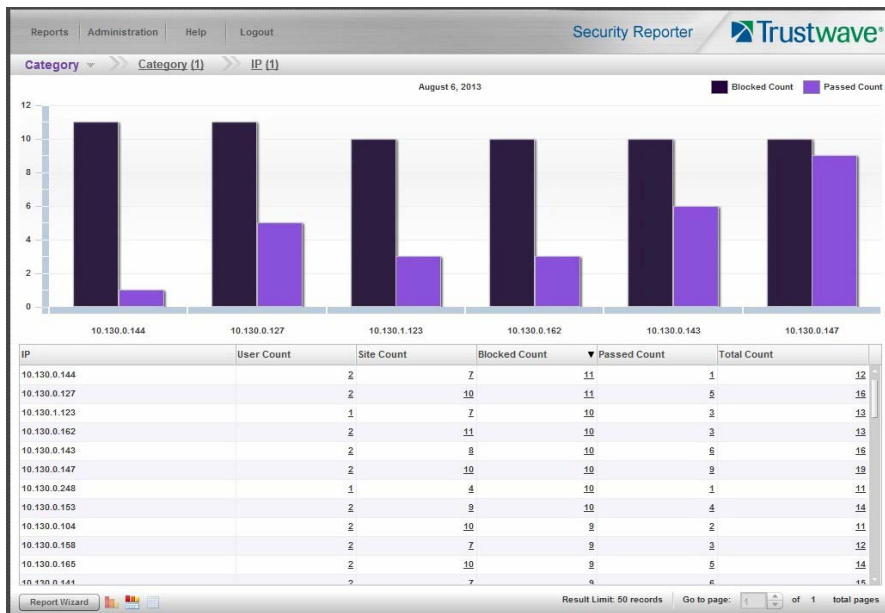 Reports Administration Help Logout Security Reporter Trustwave®
Category Category (1) IP (1)
August 6, 2013 Blocked Count Passed Count
12
10
8
6
4
2
0
10.130.0.144 10.130.0.127 10.130.1.123 10.130.0.162 10.130.0.143 10.130.0.147
IP User Count Site Count Blocked Count ▼ Passed Count Total Count
10.130.0.144 2 7 11 1 12
10.130.0.127 2 10 11 5 16
10.130.1.123 1 7 10 3 13
10.130.0.162 2 11 10 3 13
10.130.0.143 2 8 10 6 16
10.130.0.147 2 10 10 9 19
10.130.0.248 1 4 10 1 11
10.130.0.153 2 9 10 4 14
10.130.0.104 2 10 9 2 11
10.130.0.158 2 7 9 3 12
10.130.0.165 2 10 9 5 14
10.130.0.141 2 7 9 6 15
Report Wizard Result Limit: 50 records Go to page: 1 of 1 total pages